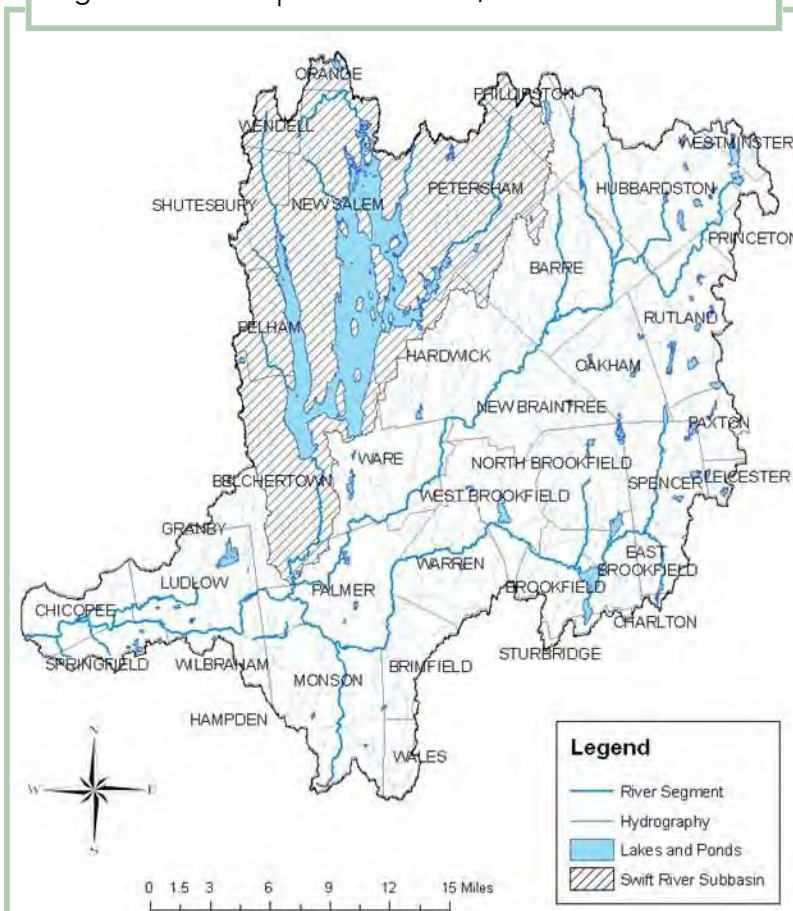 ORANGE
PHILLIPSTON
WENDELL
WESTMINSTER
SHUTESBURY
NEW SALEM
PETERSHAM
HUBBARDSTON
PRINCETON
BARRE
RUTLAND
PELHAM
HARDWICK
OAKHAM
NEW BRAINTREE
PAXTON
WARE
NORTH BROOKFIELD
BELCHERTOWN
SPENCER
LEICESTER
WEST BROOKFIELD
GRANBY
EAST
BROOKFIELD
LUDLOW
WARREN
PALMER
BROOKFIELD
CHICOPEE
CHARLTON
STURBRIDGE
SPRINGFIELD
WILBRAHAM
BRIMFIELD
MONSON
HAMPDEN
WALES
N
W E
S
Legend
River Segment
Hydrography
Lakes and Ponds
Swift River Subbasin
0 1.5 3 6 9 12 15 Miles